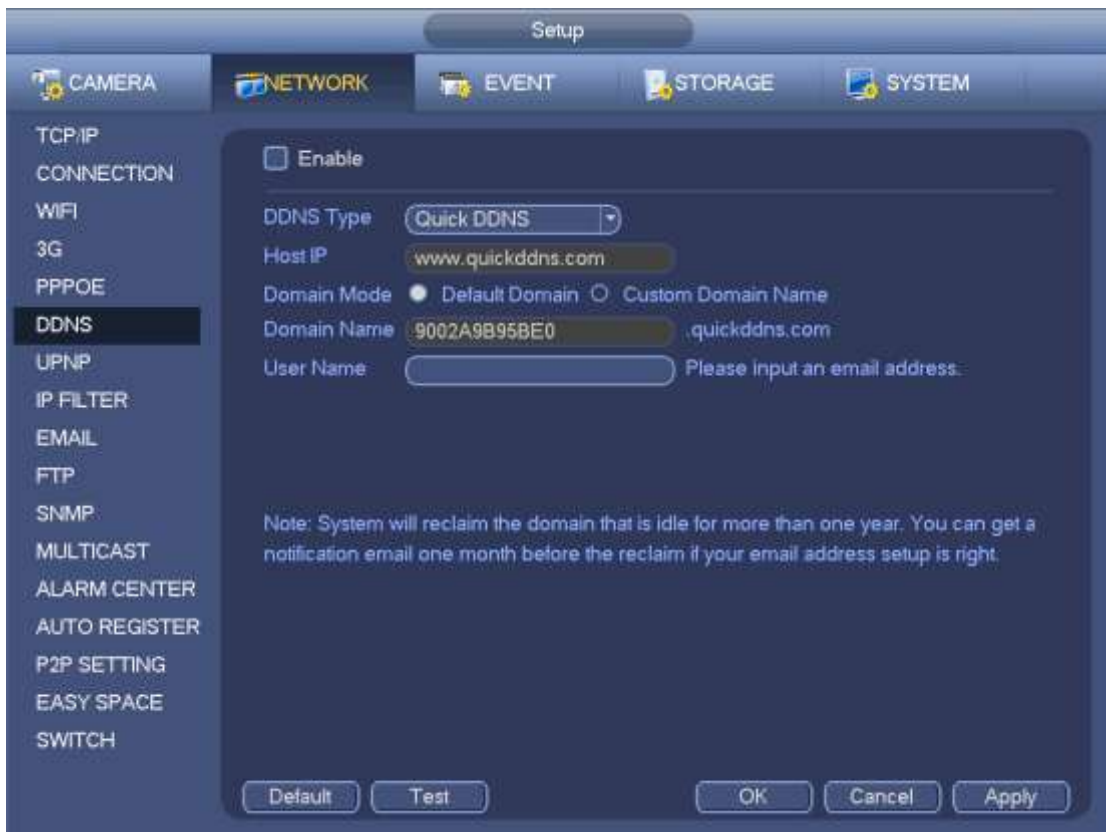 Setup
CAMERA NETWORK EVENT STORAGE SYSTEM
TCP/IP
CONNECTION
WIFI
3G
PPPOE
DDNS
UPNP
IP FILTER
EMAIL
FTP
SNMP
MULTICAST
ALARM CENTER
AUTO REGISTER
P2P SETTING
EASY SPACE
SWITCH
Enable
DDNS Type Quick DDNS
Host IP www.quickddns.com
Domain Mode Default Domain Custom Domain Name
Domain Name 9002A9B95BE0 .quickddns.com
User Name Please input an email address.
Note: System will reclaim the domain that is idle for more than one year. You can get a
notification email one month before the reclaim if your email address setup is right.
Default Test OK Cancel Apply